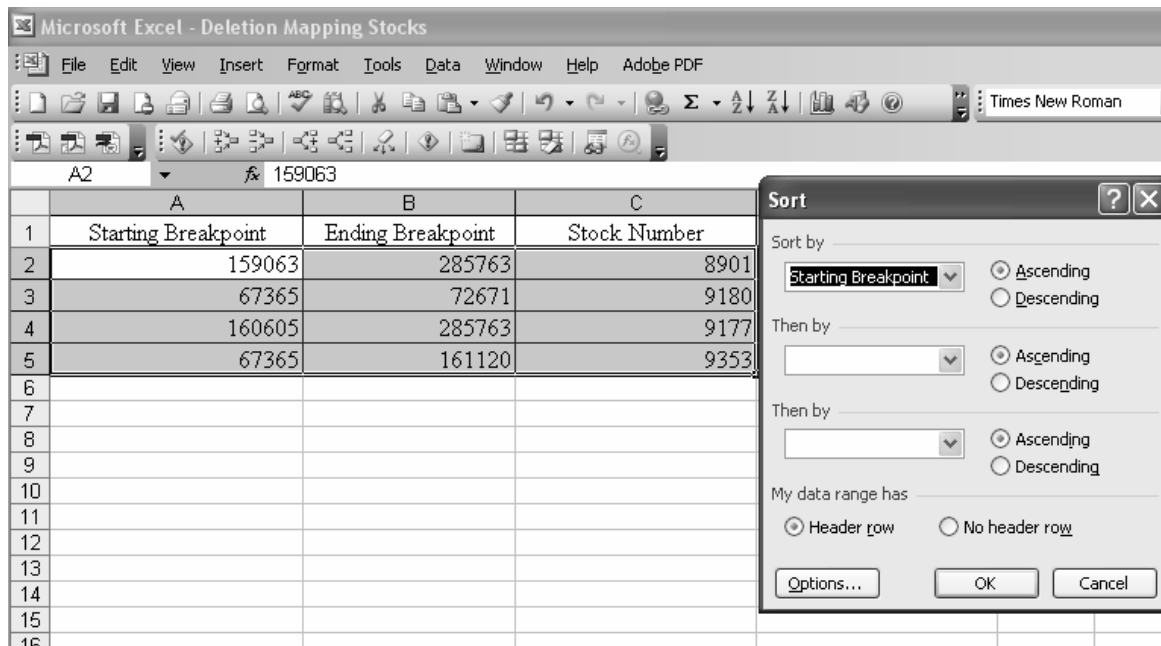 Microsoft Excel - Deletion Mapping Stocks
File Edit View Insert Format Tools Data Window Help Adobe PDF
Times New Roman
A2 fx 159063
A B C
1 Starting Breakpoint Ending Breakpoint Stock Number
2 159063 285763 8901
3 67365 72671 9180
4 160605 285763 9177
5 67365 161120 9353
6
7
8
9
10
11
12
13
14
15
16
Sort
Sort by
Starting Breakpoint Ascending
Descending
Then by
Ascending
Descending
Then by
Ascending
Descending
My data range has
Header row No header row
Options... OK Cancel